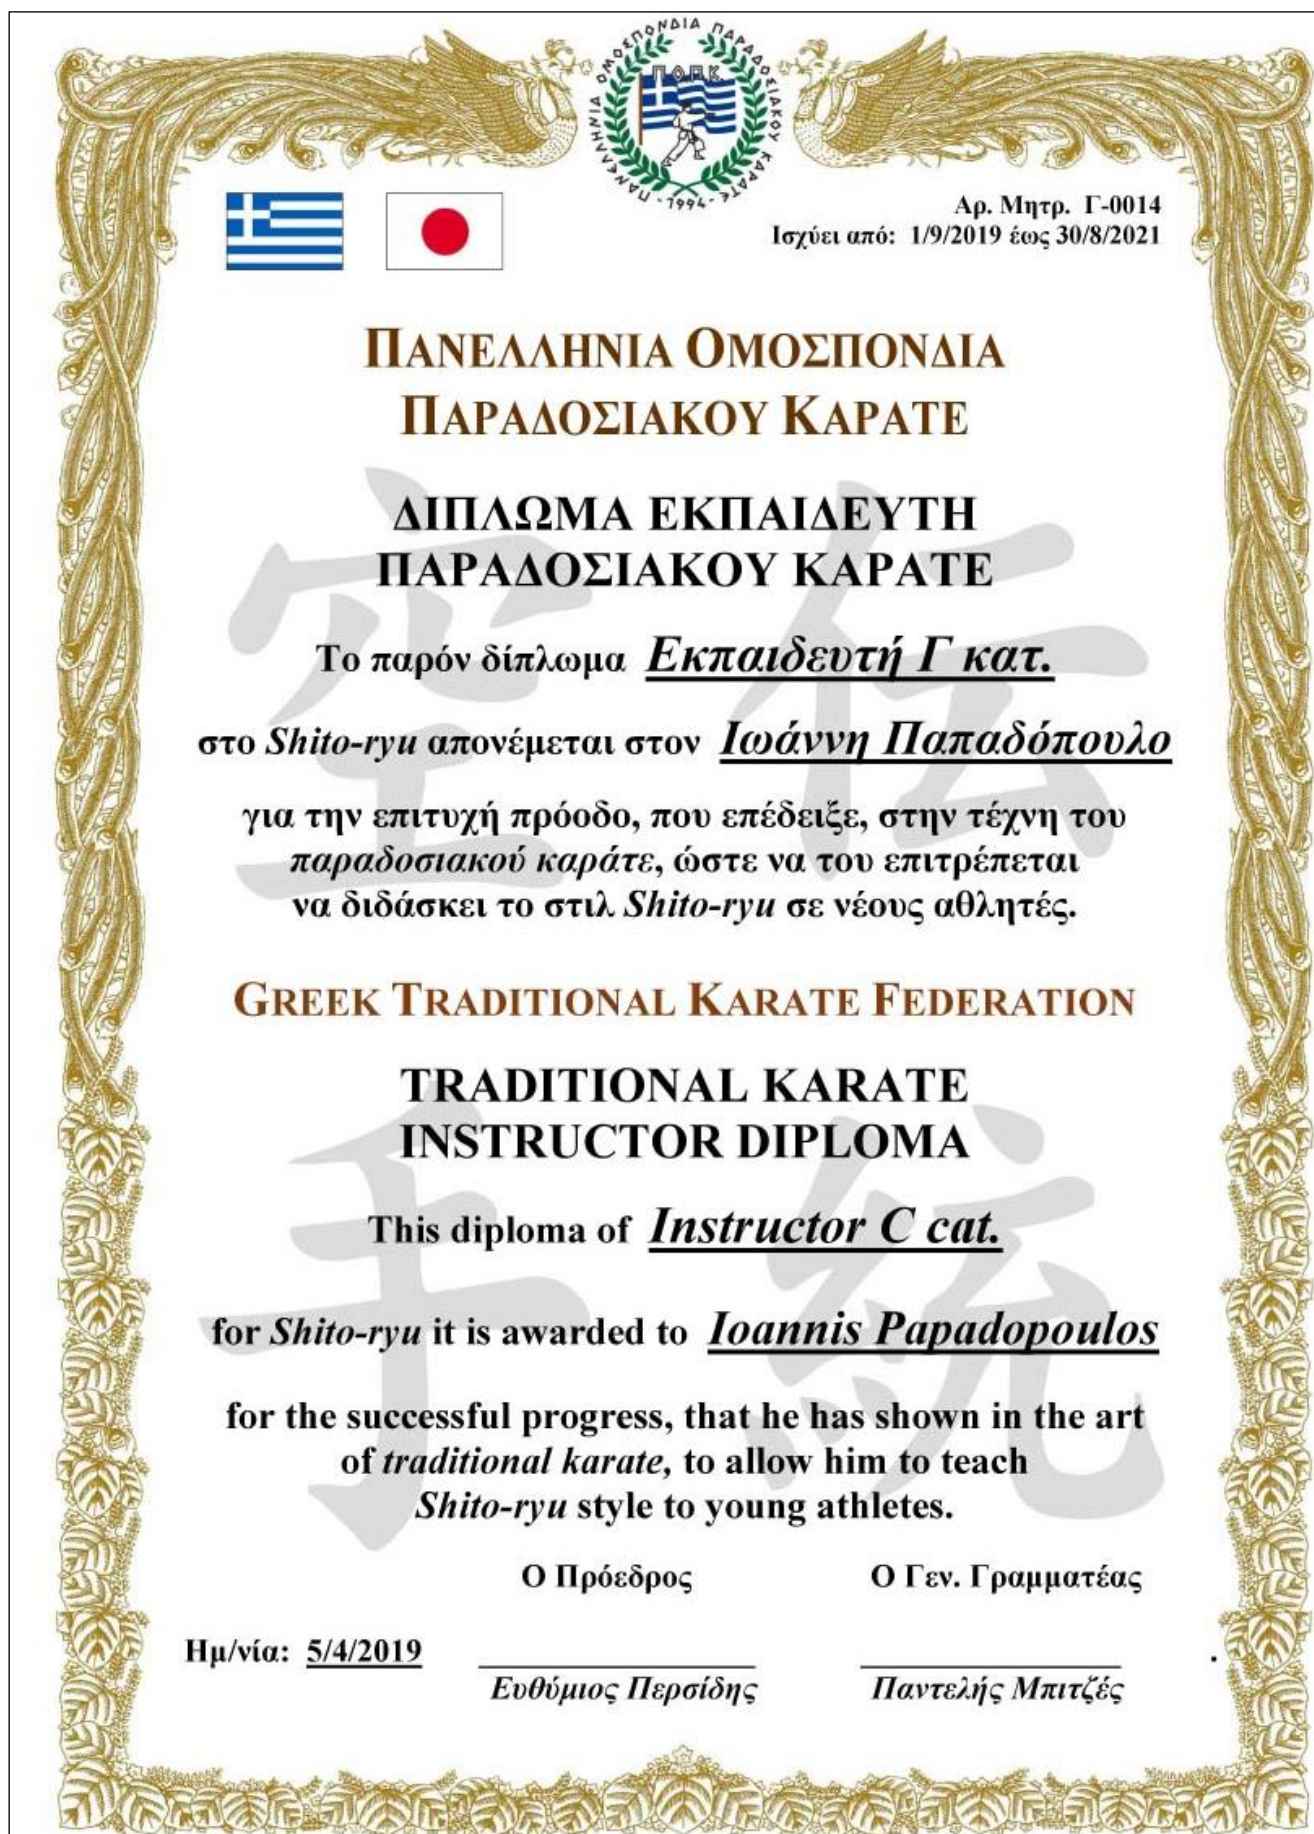 ΠΑΝΕΛΛΗΝΙΑ ΟΜΟΣΠΟΝΔΙΑ ΠΑΡΑΔΟΣΙΑΚΟΥ ΚΑΡΑΤΕ
Π.Ο.Π.Κ.
-1994-
Αρ. Μητρ. Γ-0014
Ισχύει από: 1/9/2019 έως 30/8/2021
ΠΑΝΕΛΛΗΝΙΑ ΟΜΟΣΠΟΝΔΙΑ
ΠΑΡΑΔΟΣΙΑΚΟΥ ΚΑΡΑΤΕ
ΔΙΠΛΩΜΑ ΕΚΠΑΙΔΕΥΤΗ
ΠΑΡΑΔΟΣΙΑΚΟΥ ΚΑΡΑΤΕ
Το παρόν δίπλωμα Εκπαιδευτή Γ κατ.
στο Shito-ryu απονέμεται στον Ιωάννη Παπαδόπουλο
για την επιτυχή πρόοδο, που επέδειξε, στην τέχνη του
παραδοσιακού καράτε, ώστε να του επιτρέπεται
να διδάσκει το στιλ Shito-ryu σε νέους αθλητές.
空 伝
GREEK TRADITIONAL KARATE FEDERATION
TRADITIONAL KARATE
INSTRUCTOR DIPLOMA
This diploma of Instructor C cat.
for Shito-ryu it is awarded to Ioannis Papadopoulos
for the successful progress, that he has shown in the art
of traditional karate, to allow him to teach
Shito-ryu style to young athletes.
手 統
Ο Πρόεδρος Ο Γεν. Γραμματέας
Ημ/νία: 5/4/2019 .
Ευθύμιος Περσίδης Παντελής Μπιτζές